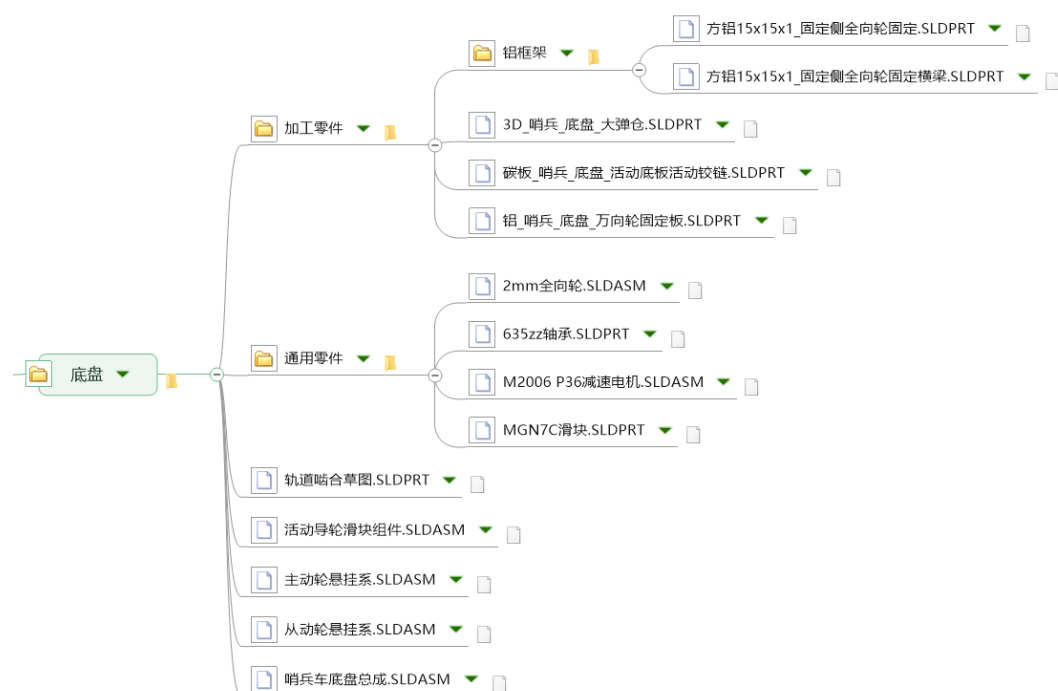 方铝15x15x1_固定侧全向轮固定.SLDPRT
铝框架
方铝15x15x1_固定侧全向轮固定横梁.SLDPRT
加工零件
3D_哨兵_底盘_大弹仓.SLDPRT
碳板_哨兵_底盘_活动底板活动铰链.SLDPRT
铝_哨兵_底盘_万向轮固定板.SLDPRT
2mm全向轮.SLDASM
635zz轴承.SLDPRT
通用零件
底盘
M2006 P36减速电机.SLDASM
MGN7C滑块.SLDPRT
轨道啮合草图.SLDPRT
活动导轮滑块组件.SLDASM
主动轮悬挂系.SLDASM
从动轮悬挂系.SLDASM
哨兵车底盘总成.SLDASM